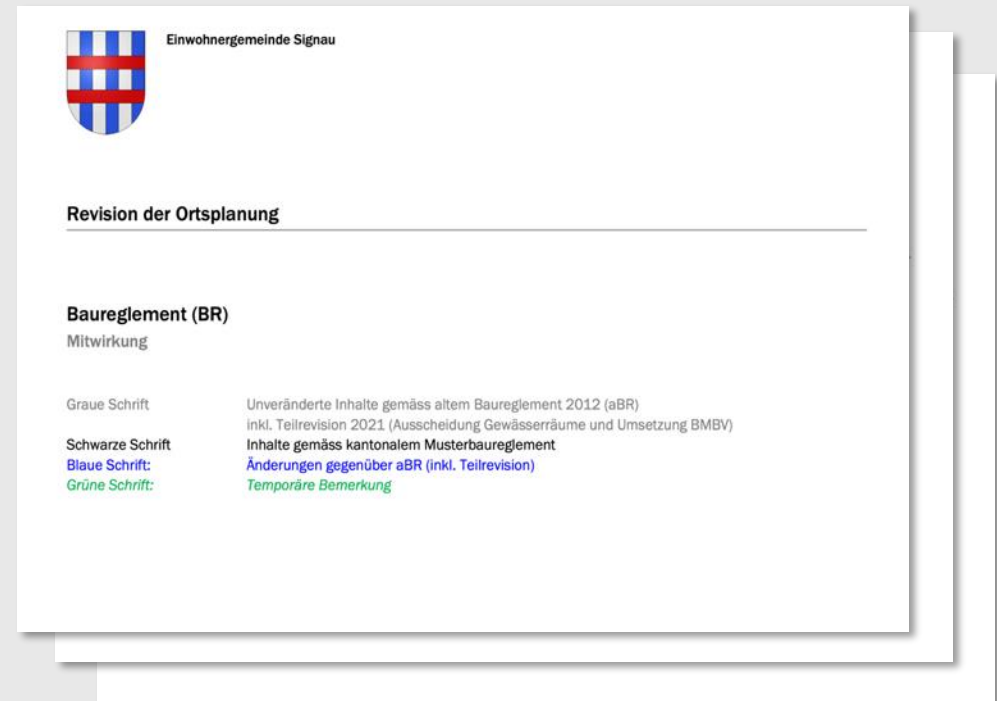 Einwohnergemeinde Signau
Revision der Ortsplanung
Baureglement (BR)
Mitwirkung
Graue Schrift Unveränderte Inhalte gemäss altem Baureglement 2012 (aBR)
inkl. Teilrevision 2021 (Ausscheidung Gewässerräume und Umsetzung BMBV)
Schwarze Schrift Inhalte gemäss kantonalem Musterbaureglement
Blaue Schrift: Änderungen gegenüber aBR (inkl. Teilrevision)
Grüne Schrift: Temporäre Bemerkung